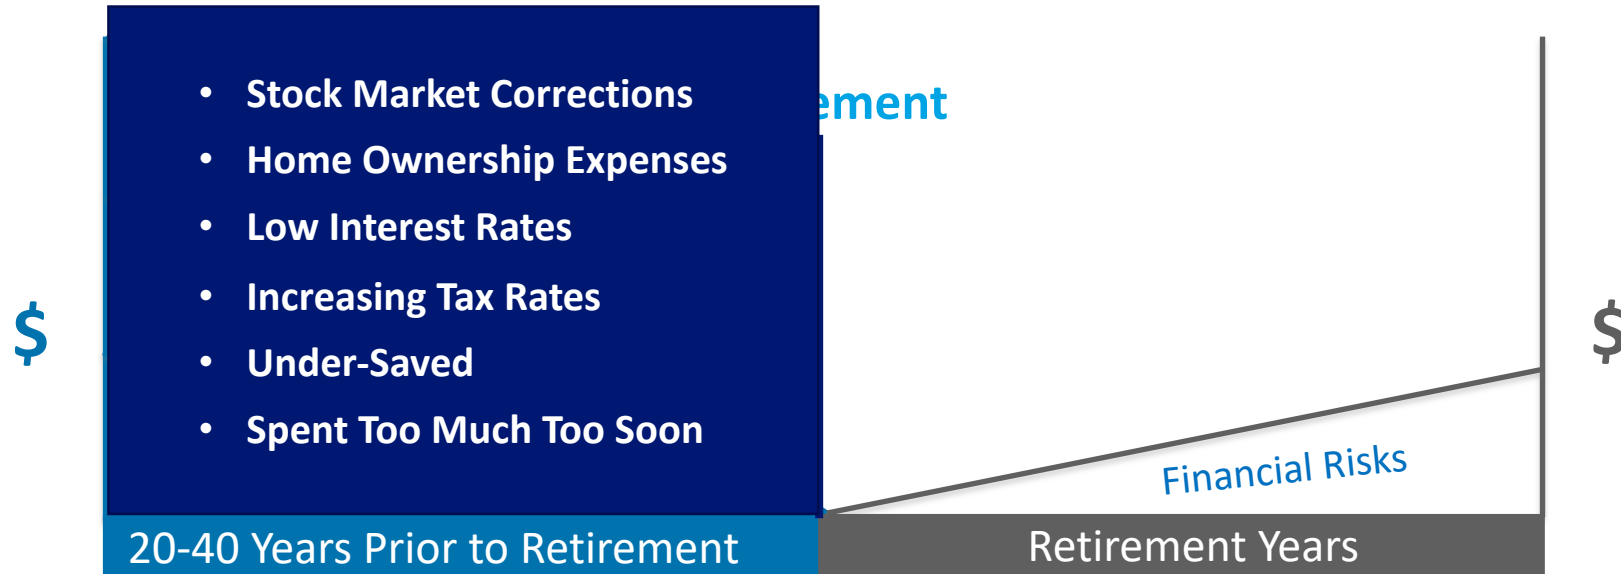 • Stock Market Corrections
ement
• Home Ownership Expenses
• Low Interest Rates
• Increasing Tax Rates
$
$
• Under-Saved
• Spent Too Much Too Soon
Financial Risks
20-40 Years Prior to Retirement
Retirement Years